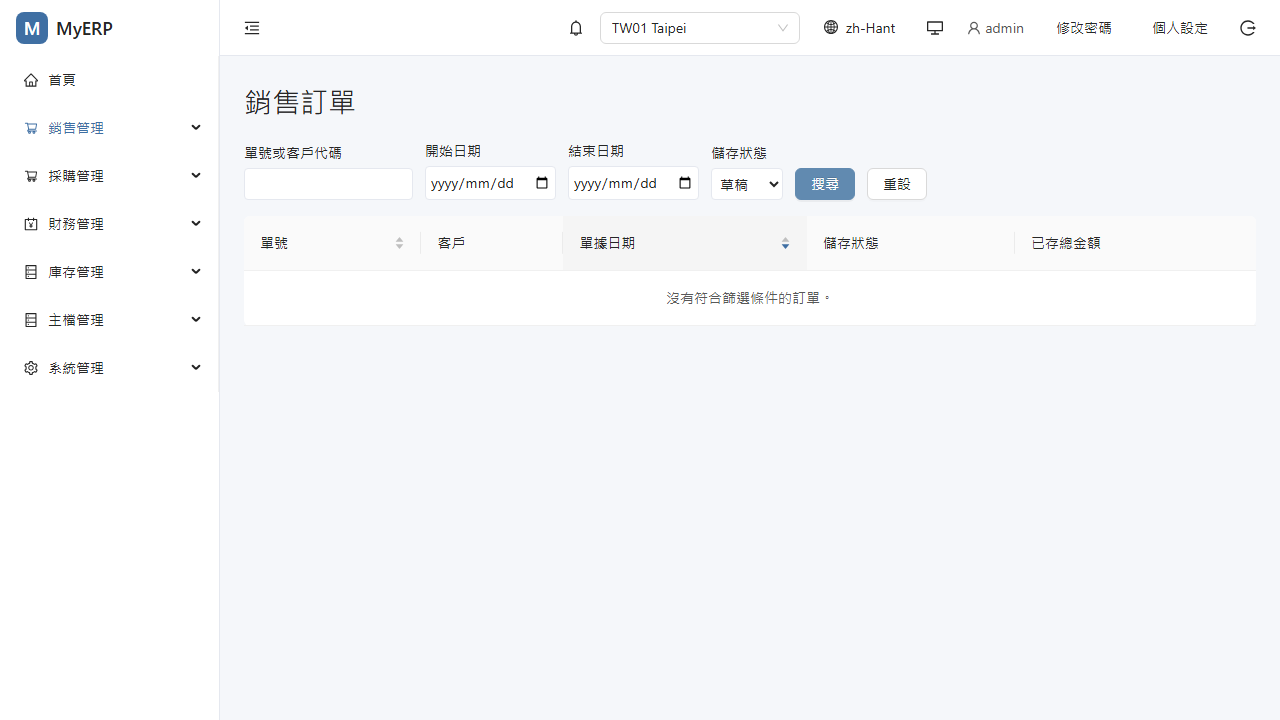 M MyERP
TW01 Taipei
zh-Hant
admin
修改密碼
個人設定
首頁
銷售管理
採購管理
財務管理
庫存管理
主檔管理
系統管理
銷售訂單
單號或客戶代碼
開始日期
結束日期
儲存狀態
yyyy/mm/dd
yyyy/mm/dd
草稿
搜尋
重設
單號
客戶
單據日期
儲存狀態
已存總金額
沒有符合篩選條件的訂單。